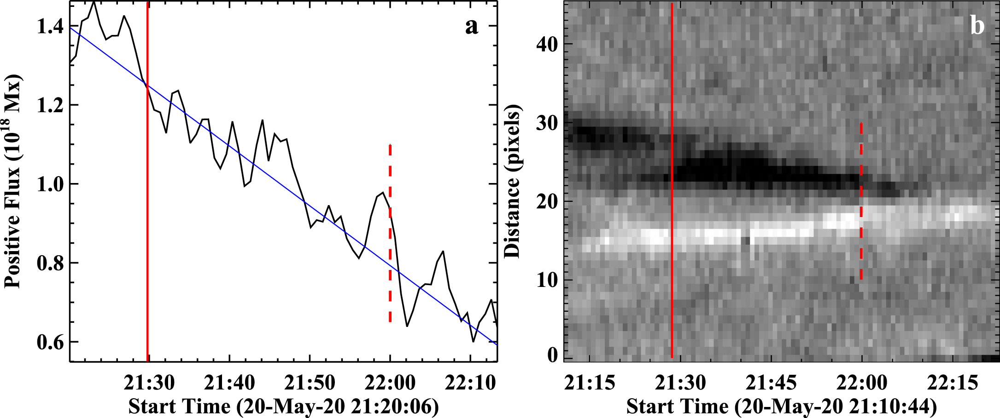 a
Positive Flux (10^18 Mx)
1.4
1.2
1.0
0.8
0.6
21:30 21:40 21:50 22:00 22:10
Start Time (20-May-20 21:20:06)
b
Distance (pixels)
40
30
20
10
0
21:15 21:30 21:45 22:00 22:15
Start Time (20-May-20 21:10:44)